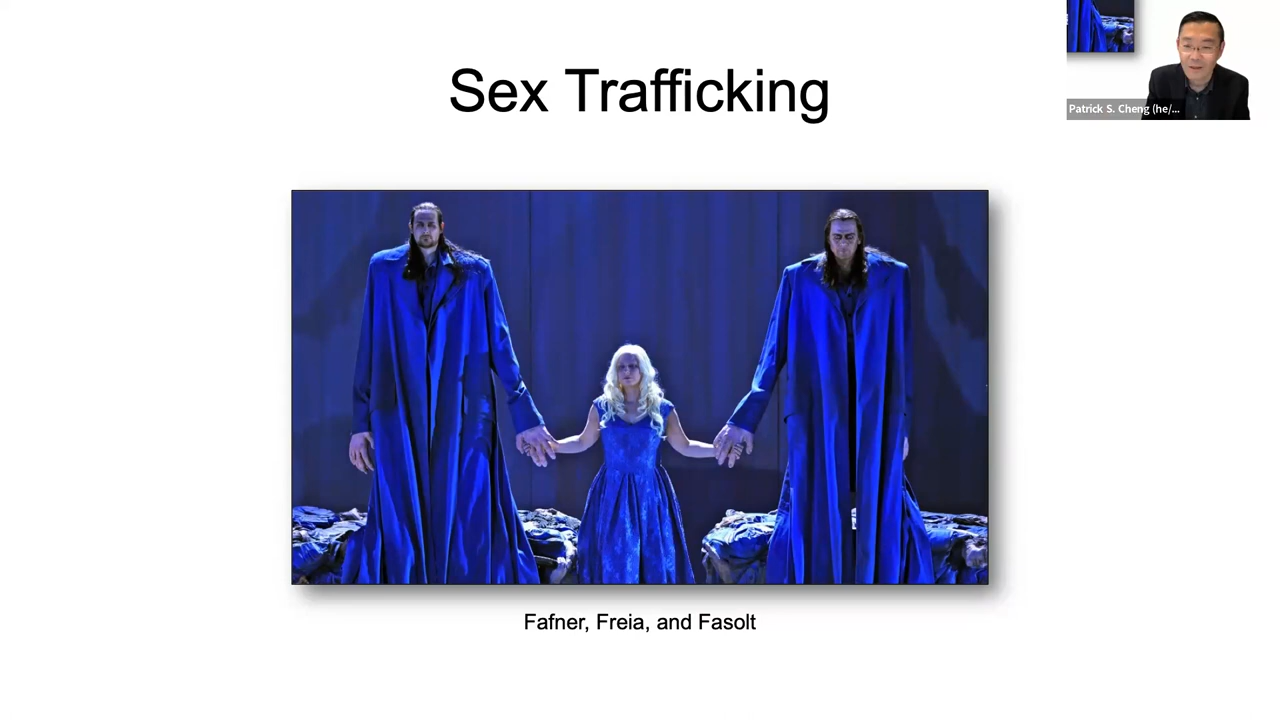 Sex Trafficking
Patrick S. Cheng (he/...
Fafner, Freia, and Fasolt